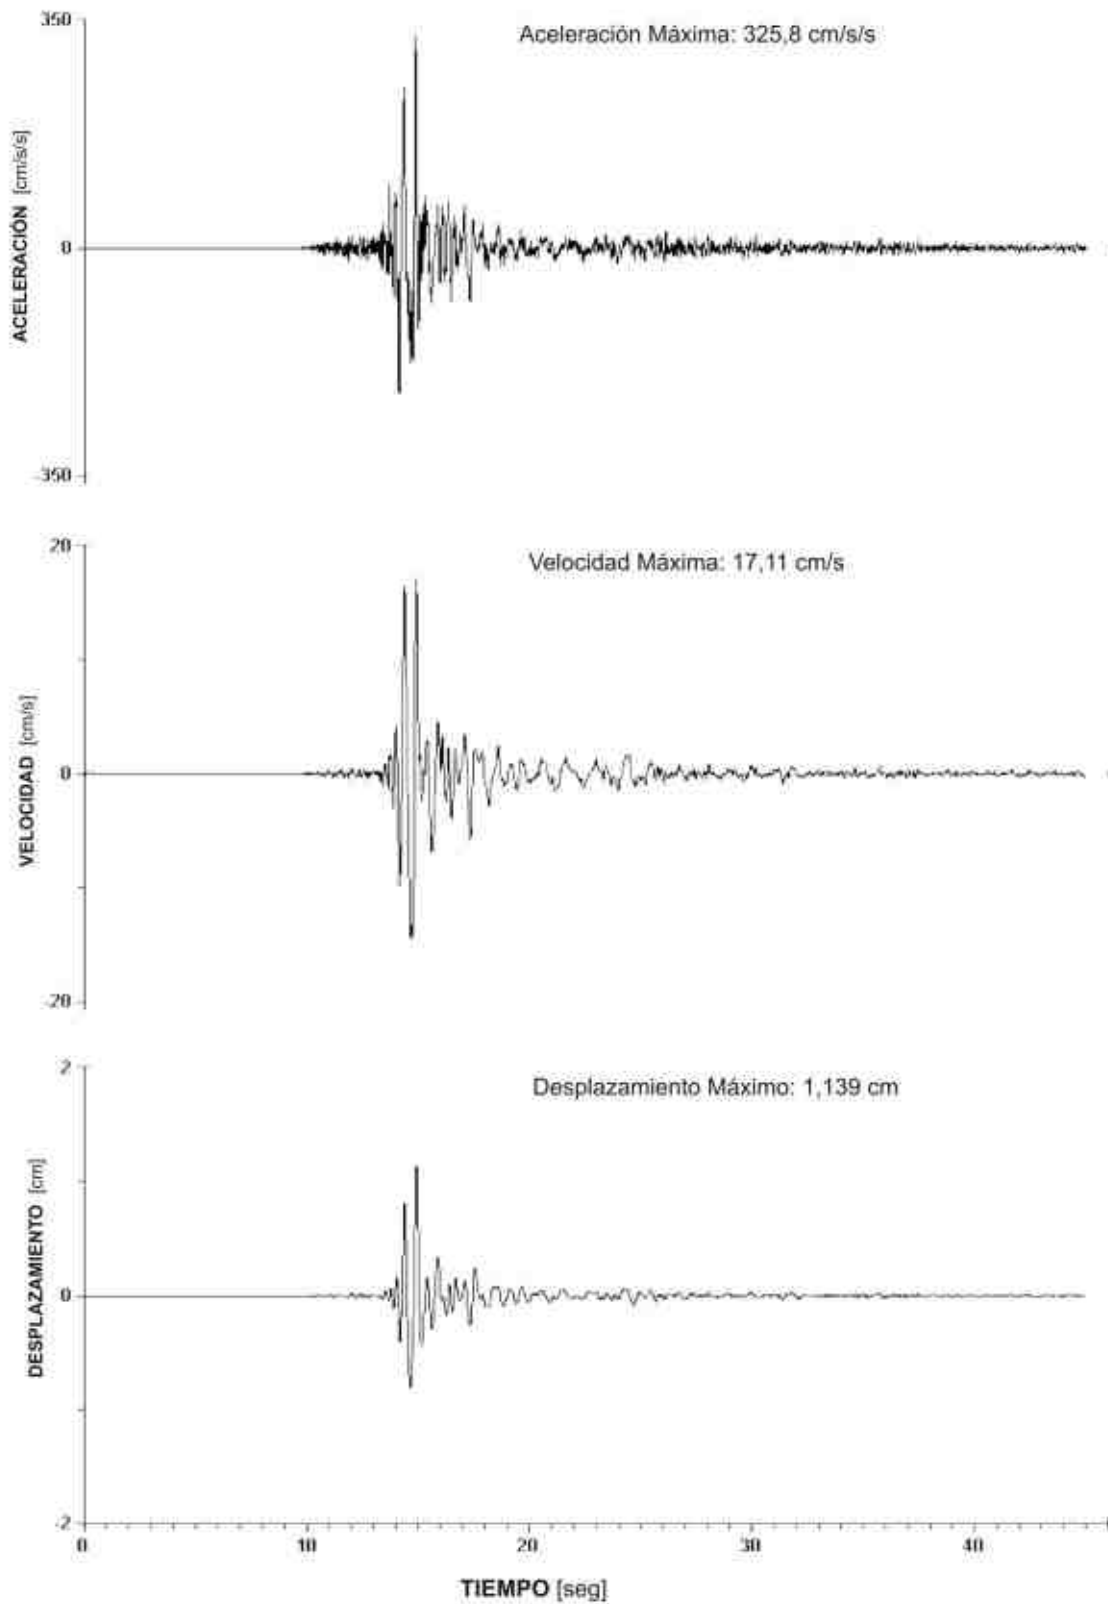 350
Aceleración Máxima: 325,8 cm/s/s
ACELERACIÓN [cm/s/s]
0
-350
20
Velocidad Máxima: 17,11 cm/s
VELOCIDAD [cm/s]
0
-20
2
Desplazamiento Máximo: 1,139 cm
DESPLAZAMIENTO [cm]
0
-2
0 10 20 30 40
TIEMPO [seg]